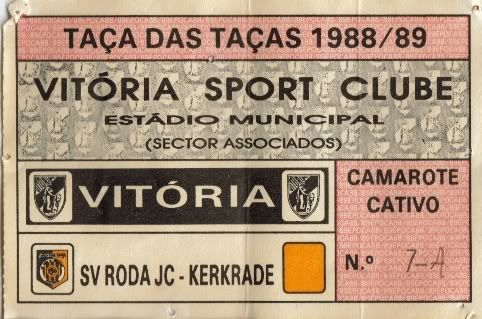 TAÇA DAS TAÇAS 1988/89
VITÓRIA SPORT CLUBE
ESTÁDIO MUNICIPAL
(SECTOR ASSOCIADOS)
VITÓRIA
CAMAROTE
CATIVO
SV RODA JC - KERKRADE
N.º 7-A